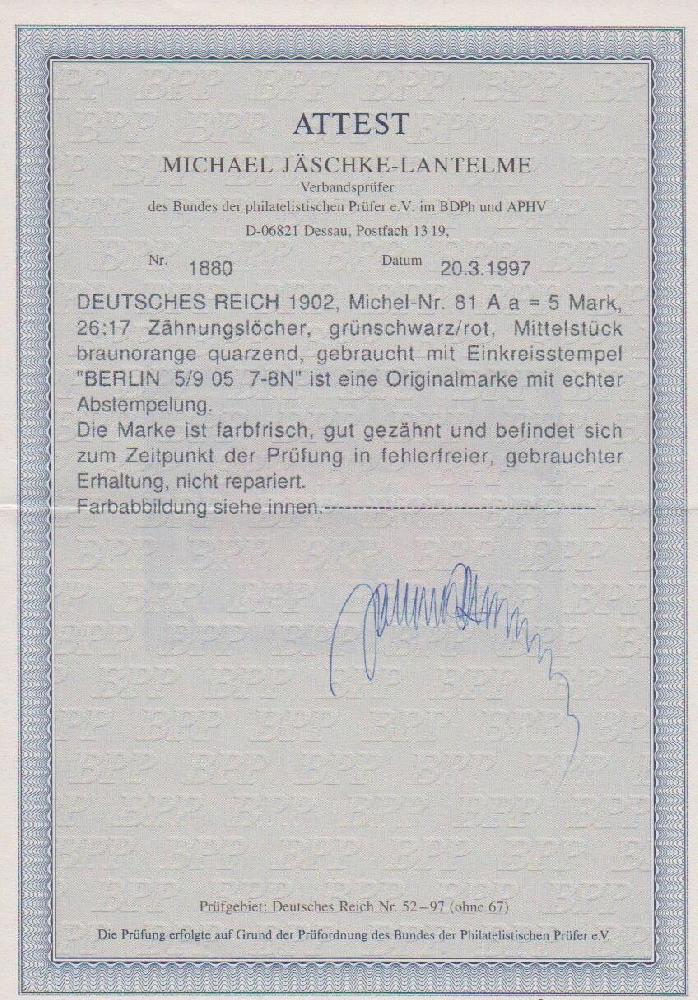 ATTEST
MICHAEL JÄSCHKE-LANTELME
Verbandsprüfer
des Bundes der philatelistischen Prüfer e.V. im BDPh und APHV
D-06821 Dessau, Postfach 1319,
Nr. 1880 Datum 20.3.1997
DEUTSCHES REICH 1902, Michel-Nr. 81 A a = 5 Mark,
26:17 Zähnungslöcher, grünschwarz/rot, Mittelstück
braunorange quarzend, gebraucht mit Einkreisstempel
"BERLIN 5/9 05 7-8N" ist eine Originalmarke mit echter
Abstempelung.
Die Marke ist farbfrisch, gut gezähnt und befindet sich
zum Zeitpunkt der Prüfung in fehlerfreier, gebrauchter
Erhaltung, nicht repariert.
Farbabbildung siehe innen.----------------------------------------
Prüfgebiet: Deutsches Reich Nr. 52–97 (ohne 67)
Die Prüfung erfolgte auf Grund der Prüfordnung des Bundes der Philatelistischen Prüfer e.V.